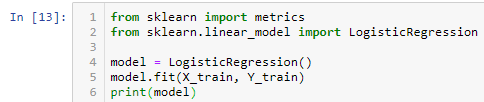 In [13]:
1 from sklearn import metrics
2 from sklearn.linear_model import LogisticRegression
3
4 model = LogisticRegression()
5 model.fit(X_train, Y_train)
6 print(model)